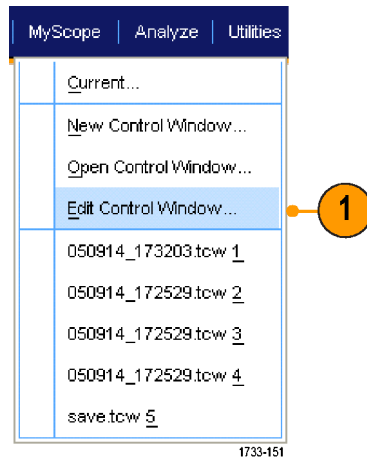 MyScope | Analyze | Utilities
Current...
New Control Window...
Open Control Window...
Edit Control Window...
1
050914_173203.tcw 1
050914_172529.tcw 2
050914_172529.tcw 3
050914_172529.tcw 4
save.tcw 5
1733-151